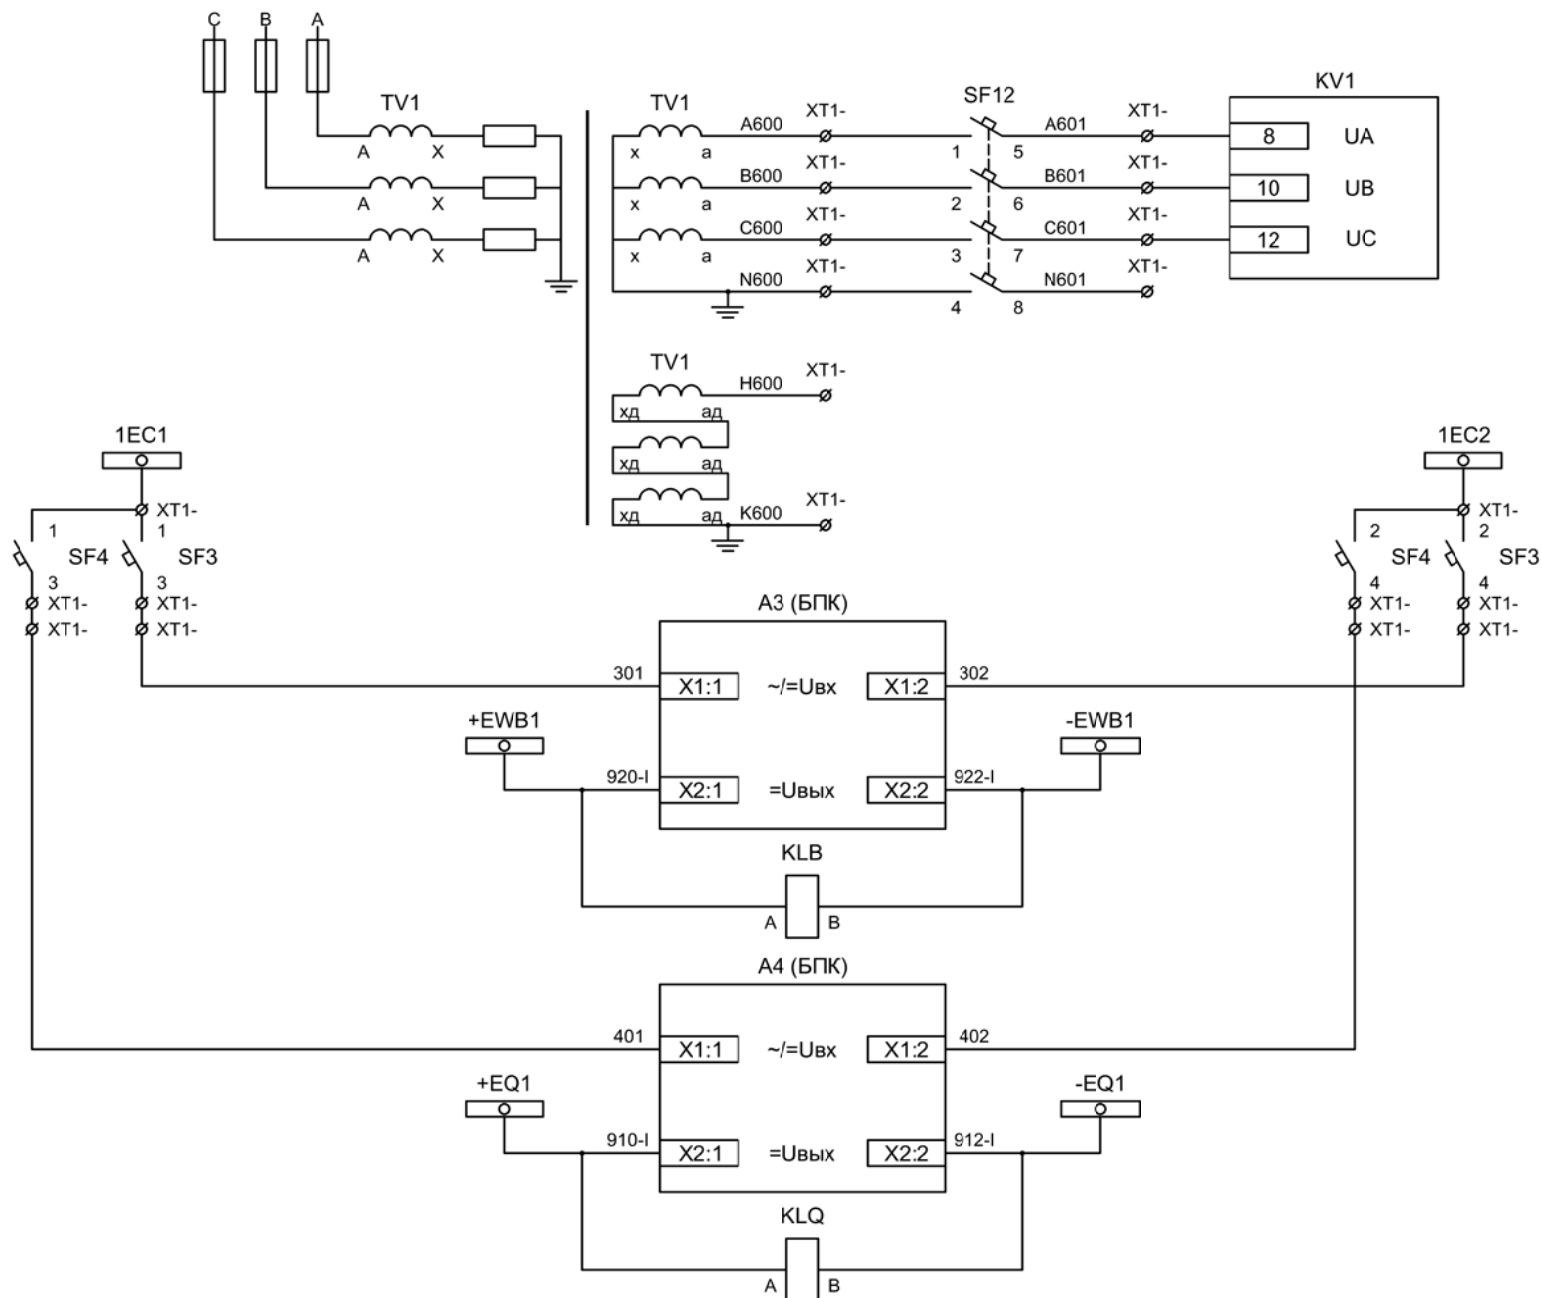 C B A
TV1 TV1 A600 XT1- SF12 A601 XT1- KV1
A X x a 1 5 8 UA
B600 XT1- B601 XT1-
A X x a 2 6 10 UB
C600 XT1- C601 XT1-
A X x a 3 7 12 UC
N600 XT1- N601 XT1-
4 8
TV1 H600 XT1-
хд ад
хд ад
K600 XT1-
хд ад
1EC1 1EC2
XT1- XT1-
1 1 2 2
SF4 SF3 SF4 SF3
3 3 4 4
XT1- XT1- XT1- XT1-
XT1- XT1- XT1- XT1-
A3 (БПК)
301 X1:1 ~/=Uвх X1:2 302
+EWB1 -EWB1
920-I X2:1 =Uвых X2:2 922-I
KLB
A B
A4 (БПК)
401 X1:1 ~/=Uвх X1:2 402
+EQ1 -EQ1
910-I X2:1 =Uвых X2:2 912-I
KLQ
A B